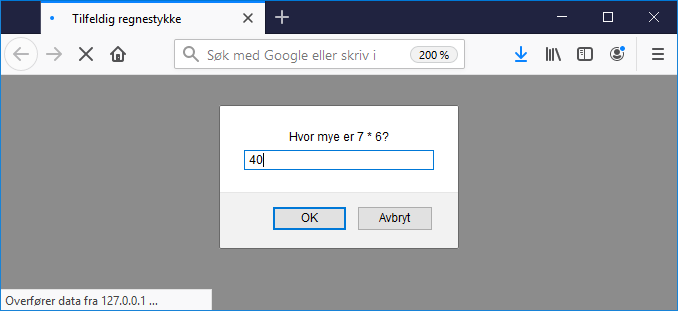 Tilfeldig regnestykke
Søk med Google eller skriv i
200 %
Hvor mye er 7 * 6?
40
OK
Avbryt
Overfører data fra 127.0.0.1 ...